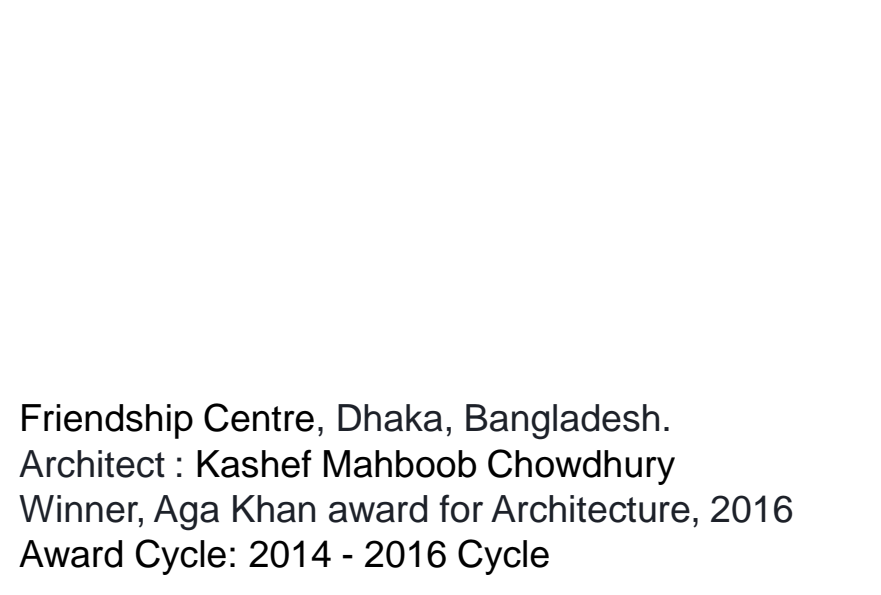 Friendship Centre, Dhaka, Bangladesh.
Architect : Kashef Mahboob Chowdhury
Winner, Aga Khan award for Architecture, 2016
Award Cycle: 2014 - 2016 Cycle